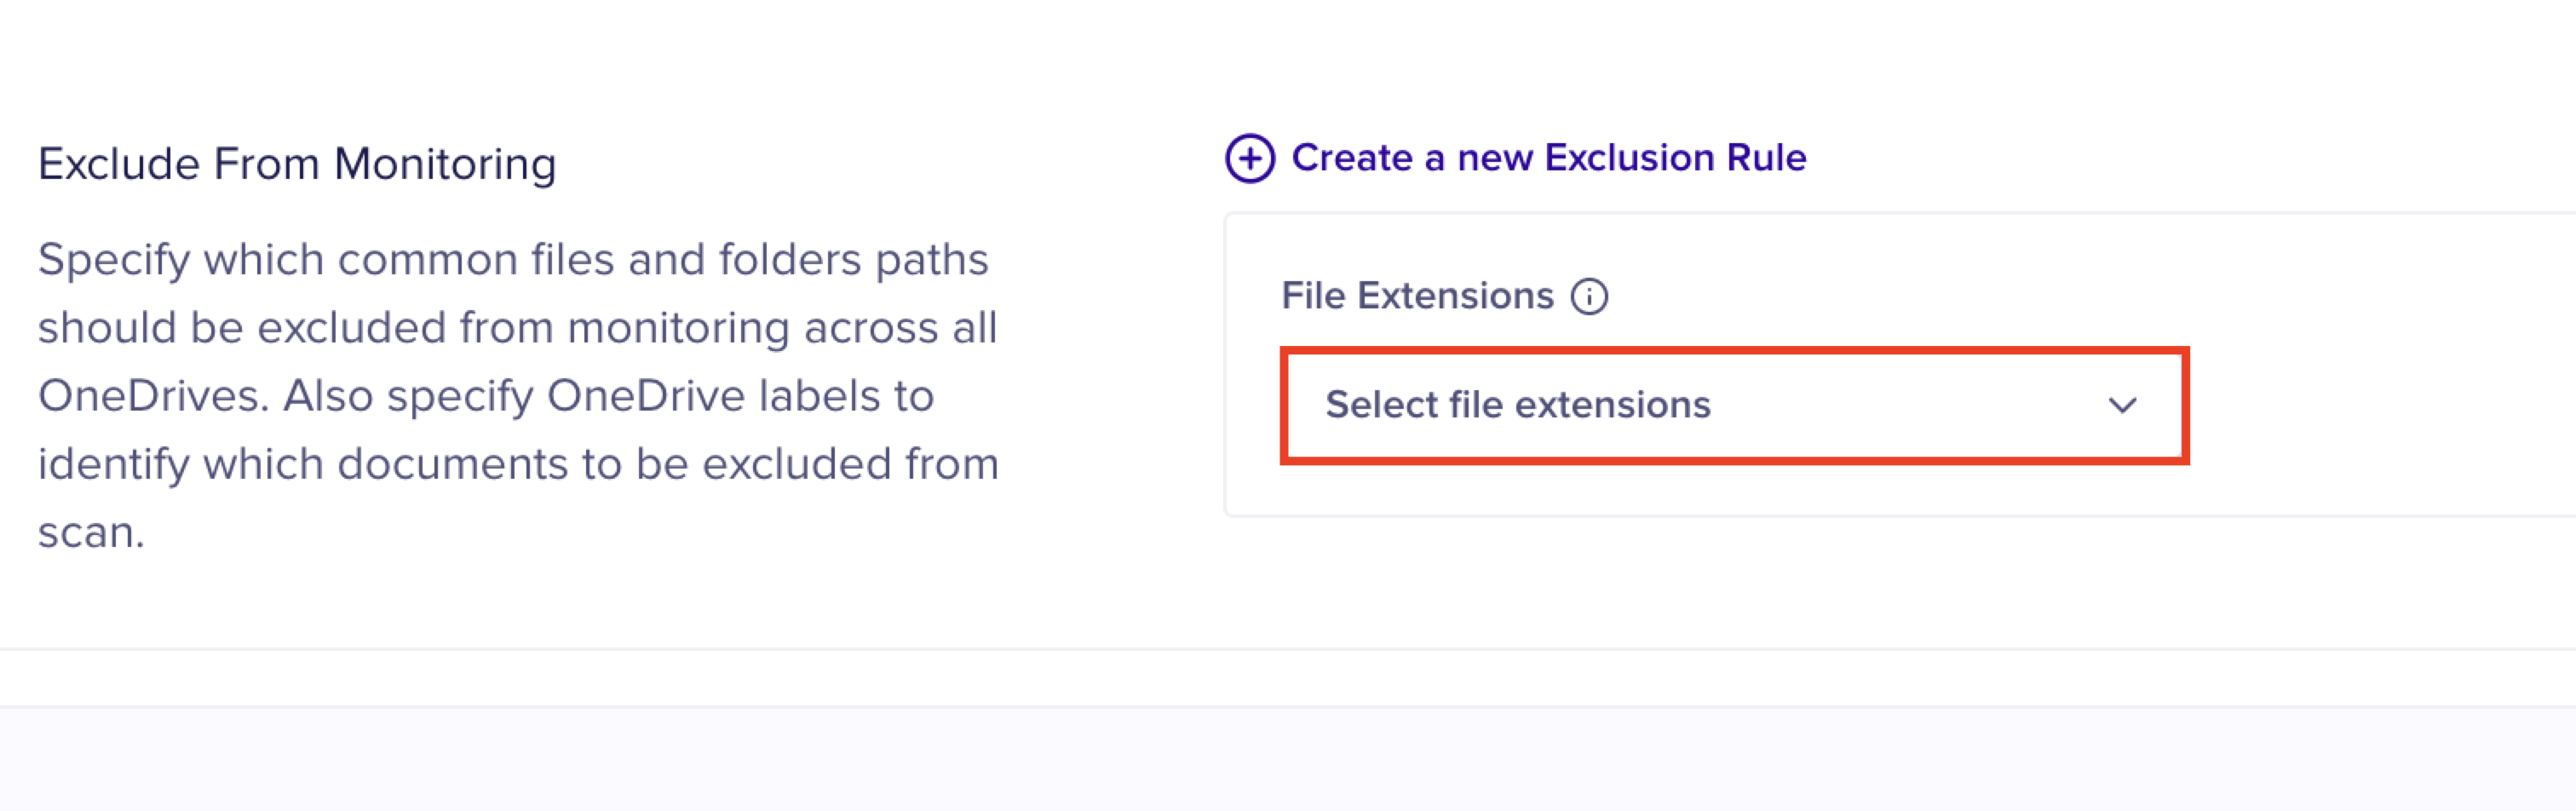 Exclude From Monitoring
Specify which common files and folders paths
should be excluded from monitoring across all
OneDrives. Also specify OneDrive labels to
identify which documents to be excluded from
scan.
Create a new Exclusion Rule
File Extensions
Select file extensions